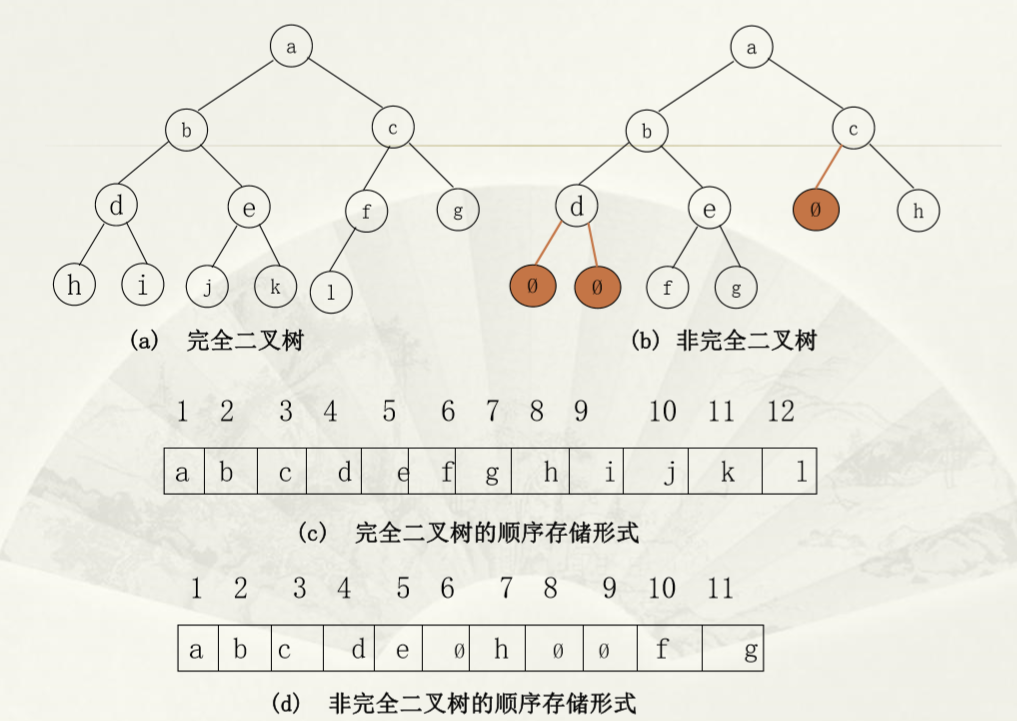 a a
b c b c
d e f g d e Ø h
h i j k l Ø Ø f g
(a) 完全二叉树 (b) 非完全二叉树
1 2 3 4 5 6 7 8 9 10 11 12
a b c d e f g h i j k l
(c) 完全二叉树的顺序存储形式
1 2 3 4 5 6 7 8 9 10 11
a b c d e Ø h Ø Ø f g
(d) 非完全二叉树的顺序存储形式